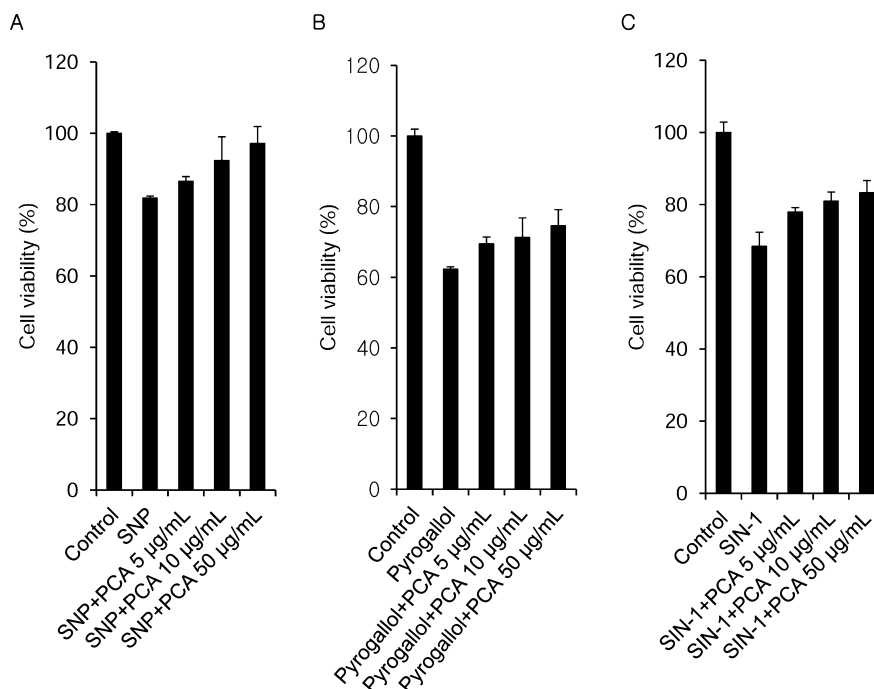 A
Cell viability (%)
120
100
80
60
40
20
0
Control
SNP
SNP+PCA 5 μg/mL
SNP+PCA 10 μg/mL
SNP+PCA 50 μg/mL
B
Cell viability (%)
120
100
80
60
40
20
0
Control
Pyrogallol
Pyrogallol+PCA 5 μg/mL
Pyrogallol+PCA 10 μg/mL
Pyrogallol+PCA 50 μg/mL
C
Cell viability (%)
120
100
80
60
40
20
0
Control
SIN-1
SIN-1+PCA 5 μg/mL
SIN-1+PCA 10 μg/mL
SIN-1+PCA 50 μg/mL